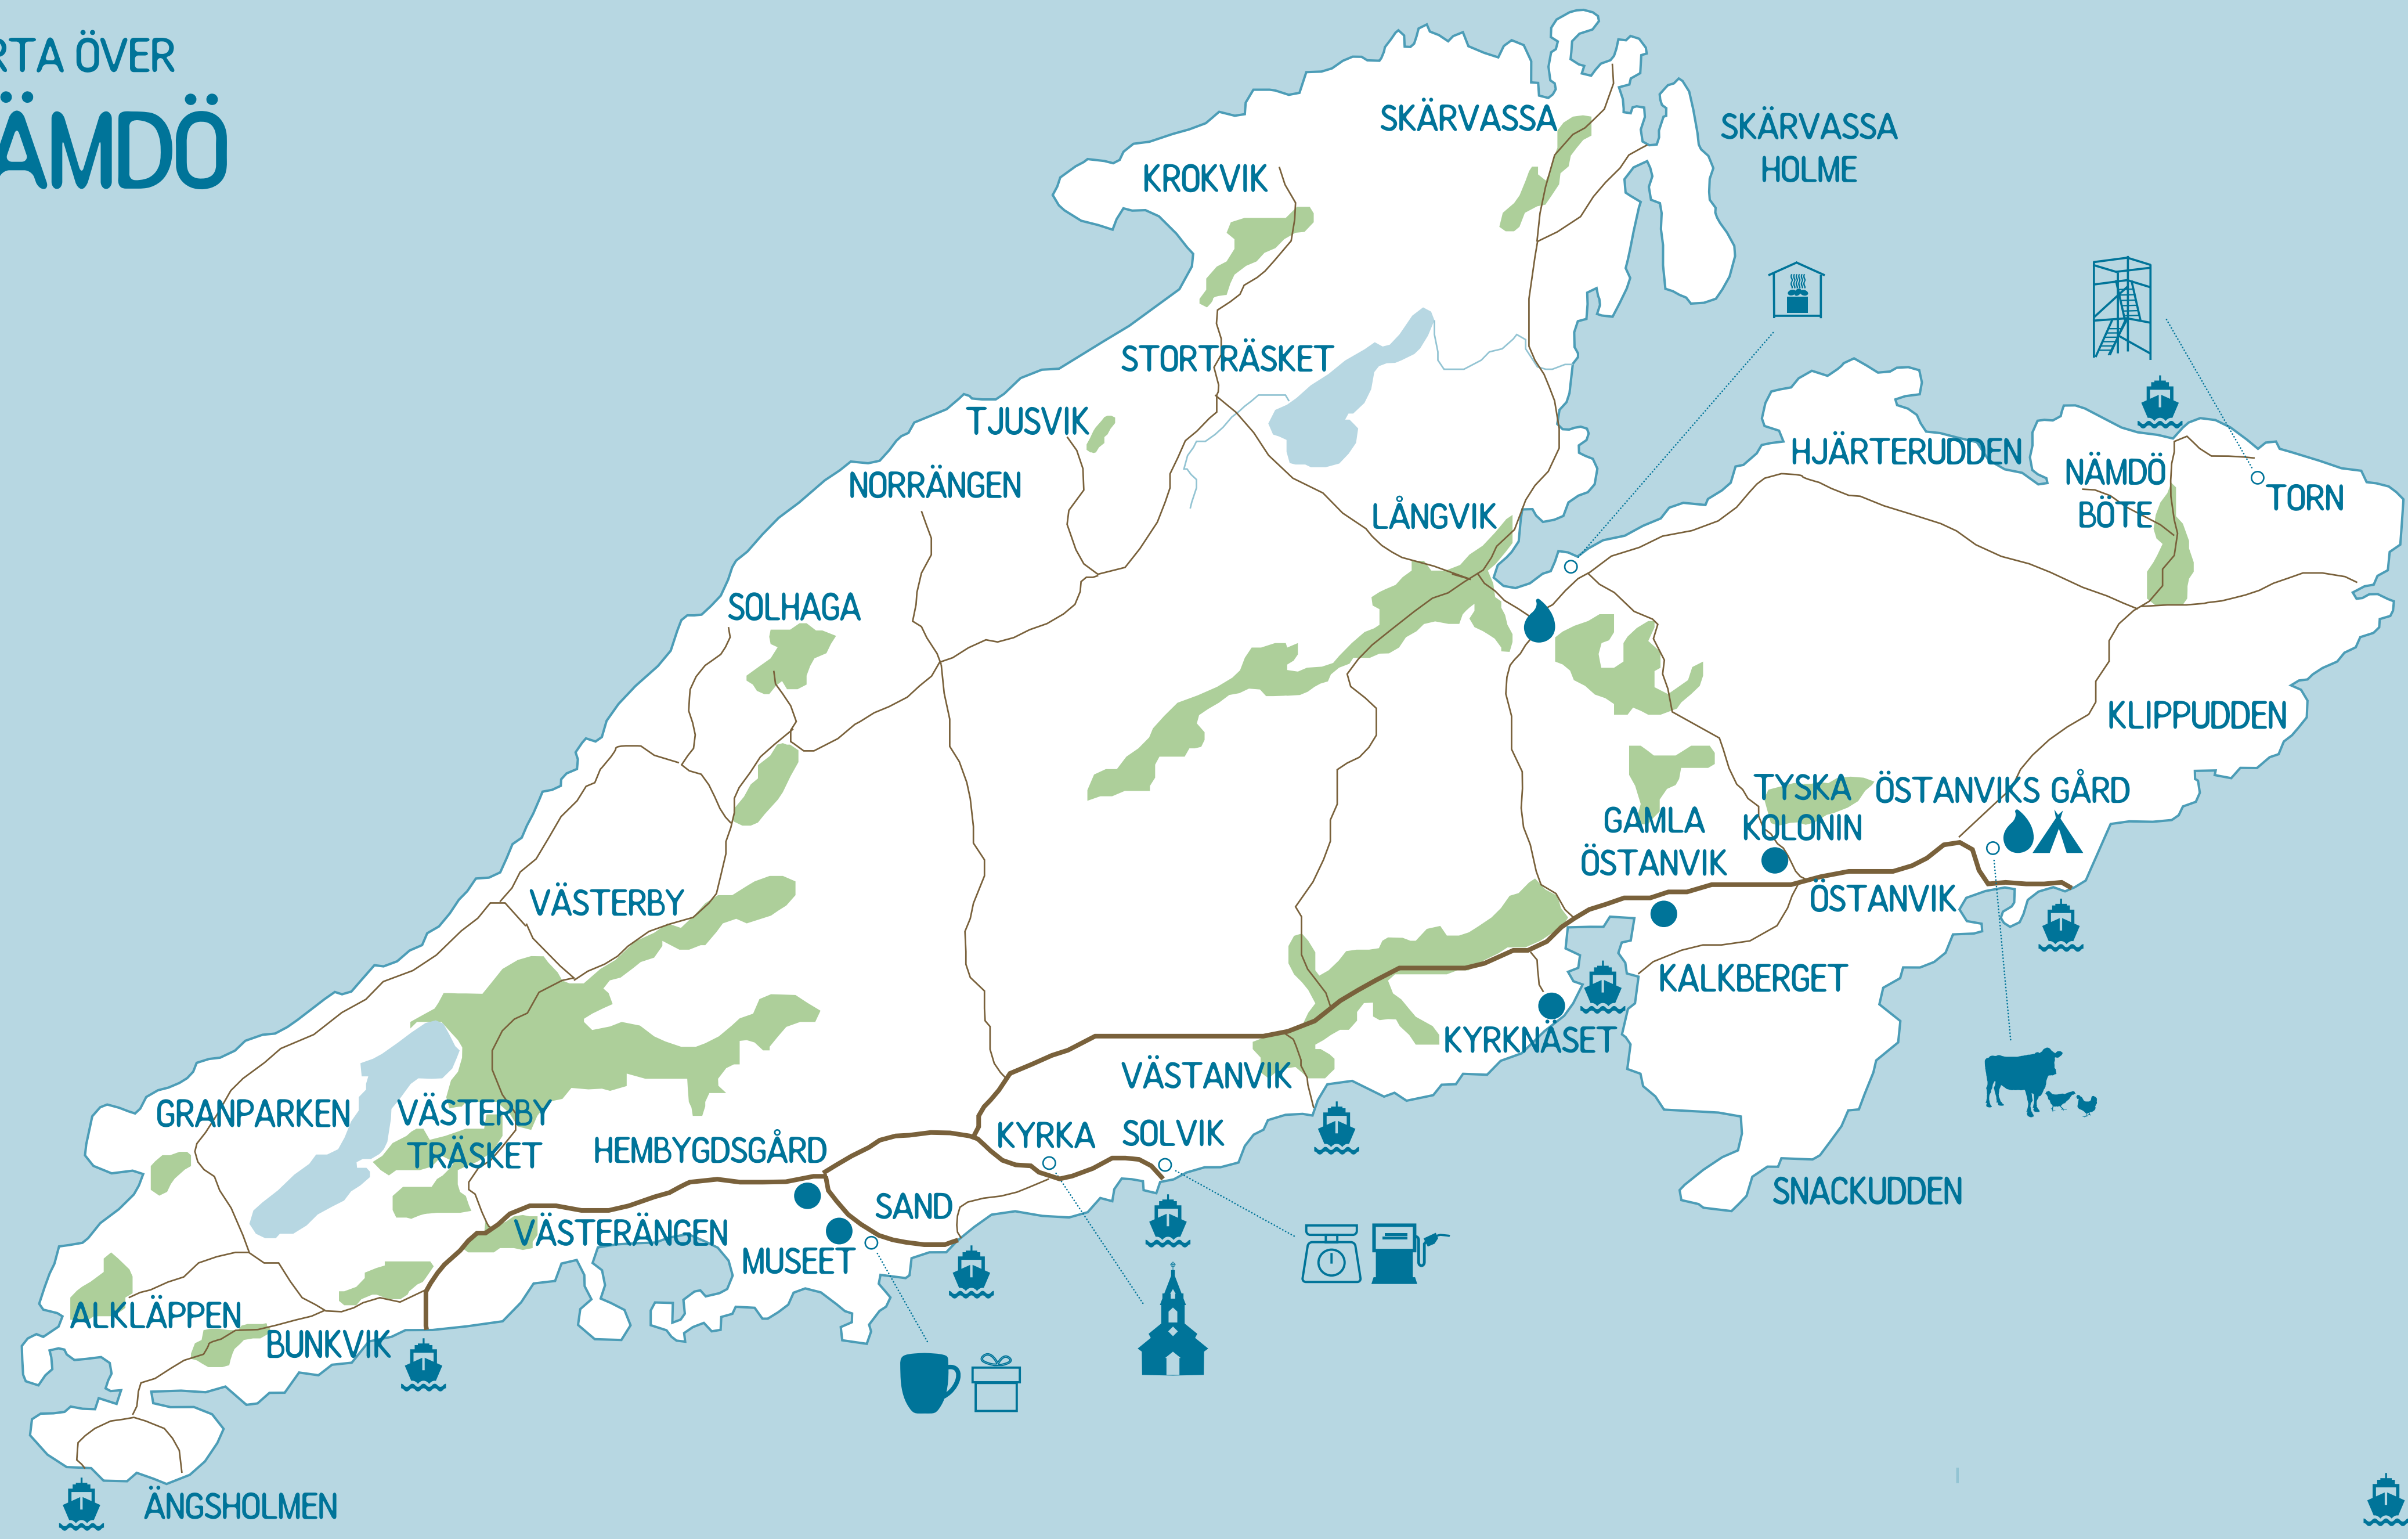 RTA ÖVER
ÄMDÖ
SKÄRVASSA
SKÄRVASSA
HOLME
KROKVIK
STORTRÄSKET
TJUSVIK
NORRÄNGEN
HJÄRTERUDDEN
NÄMDÖ
BÖTE
TORN
LÅNGVIK
SOLHAGA
KLIPPUDDEN
TYSKA
KOLONIN
ÖSTANVIKS GÅRD
GAMLA
ÖSTANVIK
VÄSTERBY
ÖSTANVIK
KALKBERGET
KYRKNÄSET
VÄSTANVIK
GRANPARKEN
VÄSTERBY
TRÄSKET
HEMBYGDSGÅRD
KYRKA
SOLVIK
SNACKUDDEN
SAND
VÄSTERÄNGEN
MUSEET
ALKLÄPPEN
BUNKVIK
ÄNGSHOLMEN